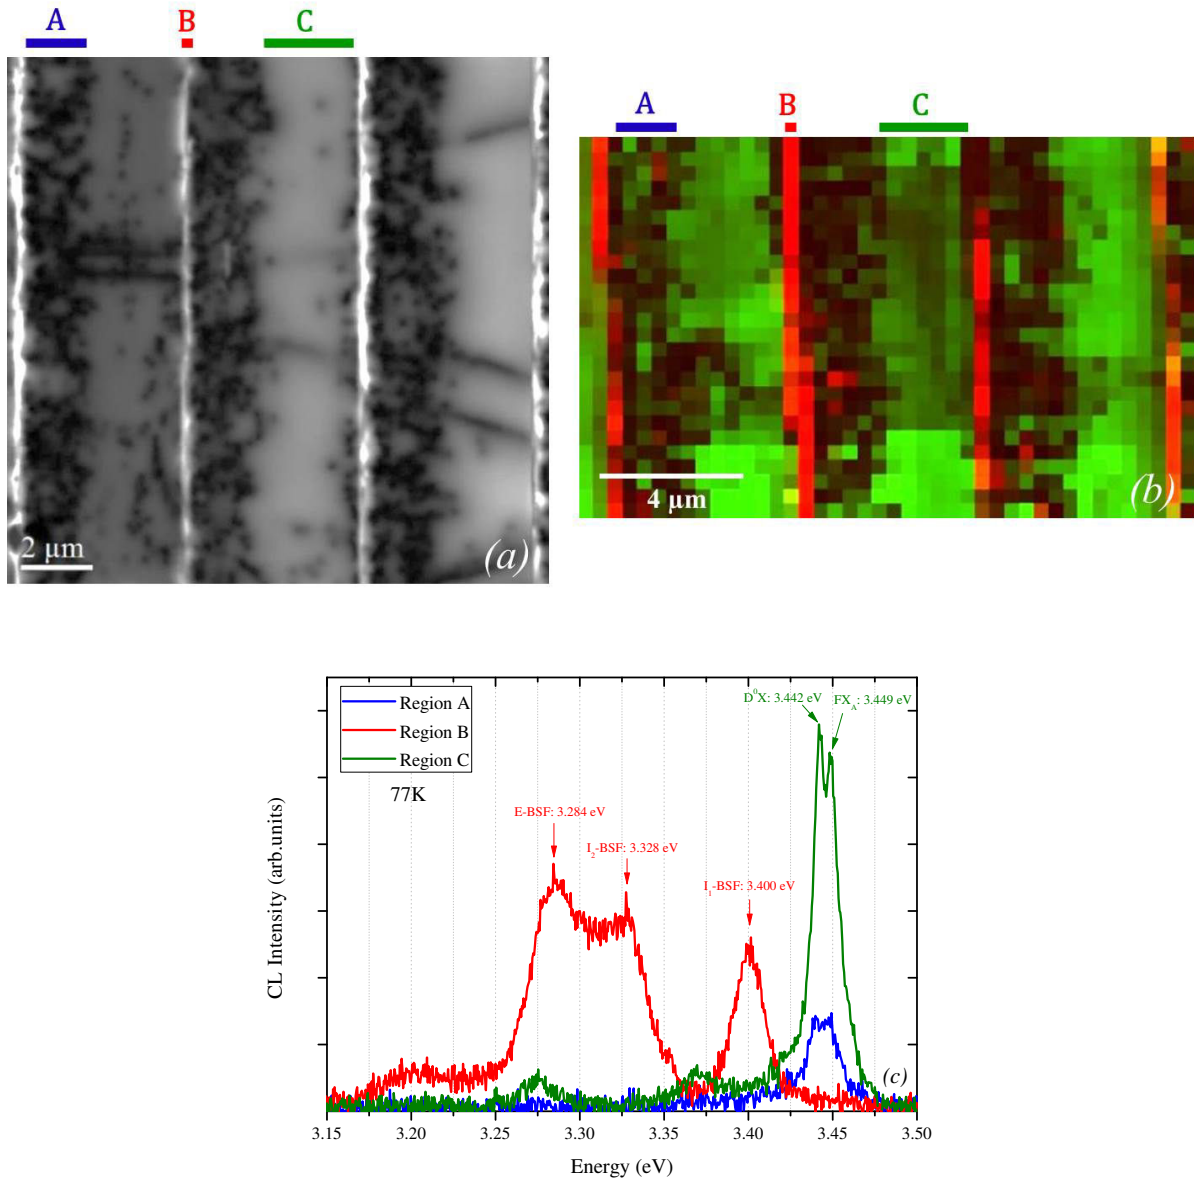 A B C
2 µm
(a)
A B C
4 µm
(b)
D⁰X: 3.442 eV
FX_A: 3.449 eV
Region A
Region B
Region C
77K
E-BSF: 3.284 eV
I₂-BSF: 3.328 eV
I₁-BSF: 3.400 eV
CL Intensity (arb.units)
(c)
3.15 3.20 3.25 3.30 3.35 3.40 3.45 3.50
Energy (eV)